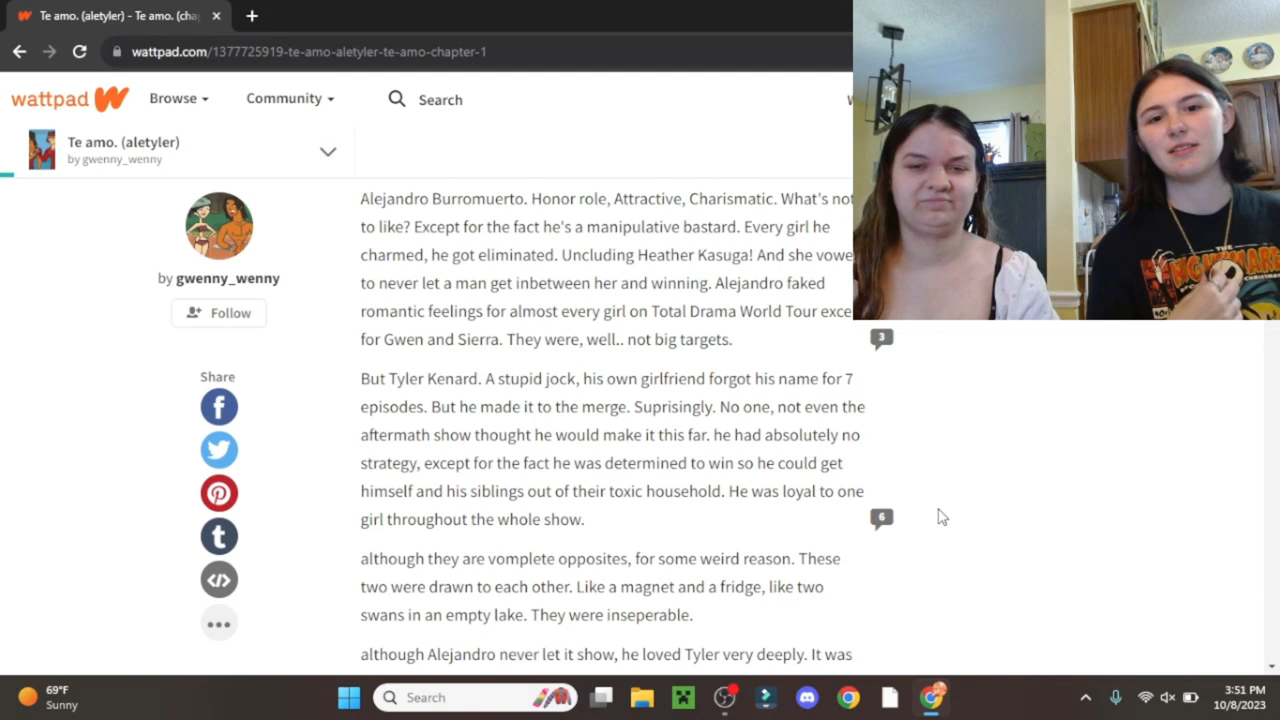 Te amo. (aletyler) - Te amo. (cha
wattpad.com/1377725919-te-amo-aletyler-te-amo-chapter-1
wattpad
Browse
Community
Search
Te amo. (aletyler)
by gwenny_wenny
by gwenny_wenny
Follow
Share
Alejandro Burromuerto. Honor role, Attractive, Charismatic. What's not
to like? Except for the fact he's a manipulative bastard. Every girl he
charmed, he got eliminated. Uncluding Heather Kasuga! And she vowe
to never let a man get inbetween her and winning. Alejandro faked
romantic feelings for almost every girl on Total Drama World Tour exce
for Gwen and Sierra. They were, well.. not big targets.
3
But Tyler Kenard. A stupid jock, his own girlfriend forgot his name for 7
episodes. But he made it to the merge. Suprisingly. No one, not even the
aftermath show thought he would make it this far. he had absolutely no
strategy, except for the fact he was determined to win so he could get
himself and his siblings out of their toxic household. He was loyal to one
girl throughout the whole show.
6
although they are vomplete opposites, for some weird reason. These
two were drawn to each other. Like a magnet and a fridge, like two
swans in an empty lake. They were inseperable.
although Alejandro never let it show, he loved Tyler very deeply. It was
THE
69°F
Sunny
Search
3:51 PM
10/8/2023